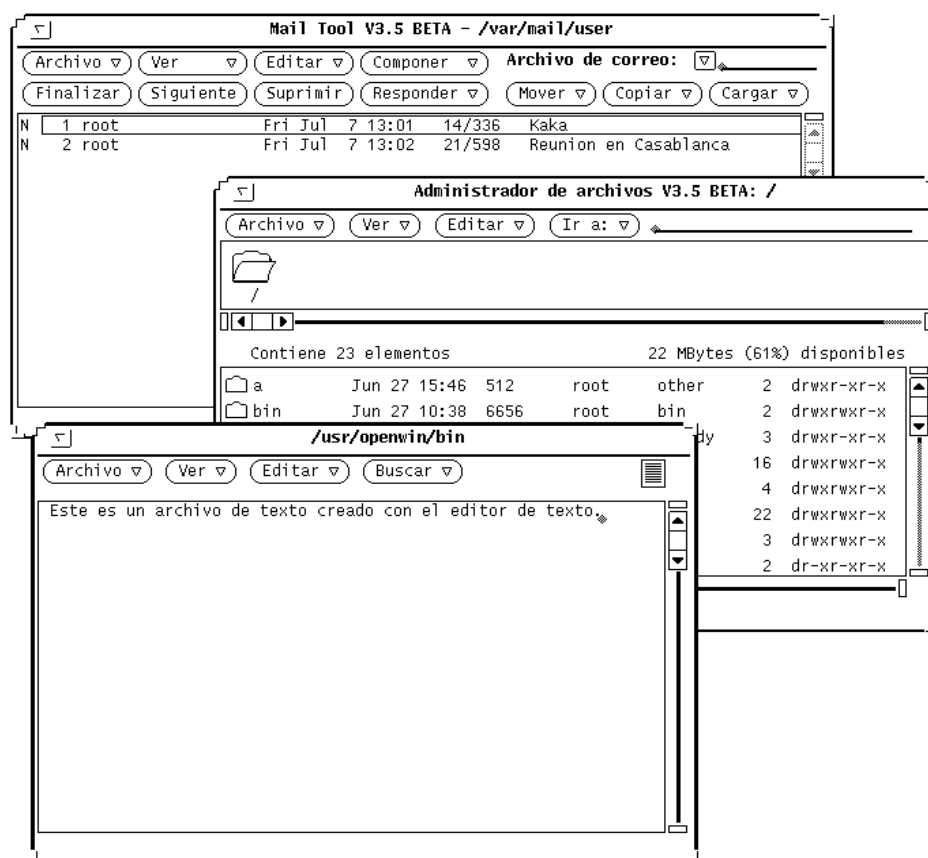 Mail Tool V3.5 BETA - /var/mail/user
Archivo Ver Editar Componer Archivo de correo:
Finalizar Siguiente Suprimir Responder Mover Copiar Cargar
N 1 root Fri Jul 7 13:01 14/336 Kaka
N 2 root Fri Jul 7 13:02 21/598 Reunion en Casablanca
Administrador de archivos V3.5 BETA: /
Archivo Ver Editar Ir a:
/
Contiene 23 elementos 22 MBytes (61%) disponibles
a Jun 27 15:46 512 root other 2 drwxr-xr-x
bin Jun 27 10:38 6656 root bin 2 drwxr-xr-x
dy 3 drwxr-xr-x
16 drwxrwxr-x
4 drwxrwxr-x
22 drwxrwxr-x
3 drwxrwxr-x
2 dr-xr-xr-x
/usr/openwin/bin
Archivo Ver Editar Buscar
Este es un archivo de texto creado con el editor de texto.